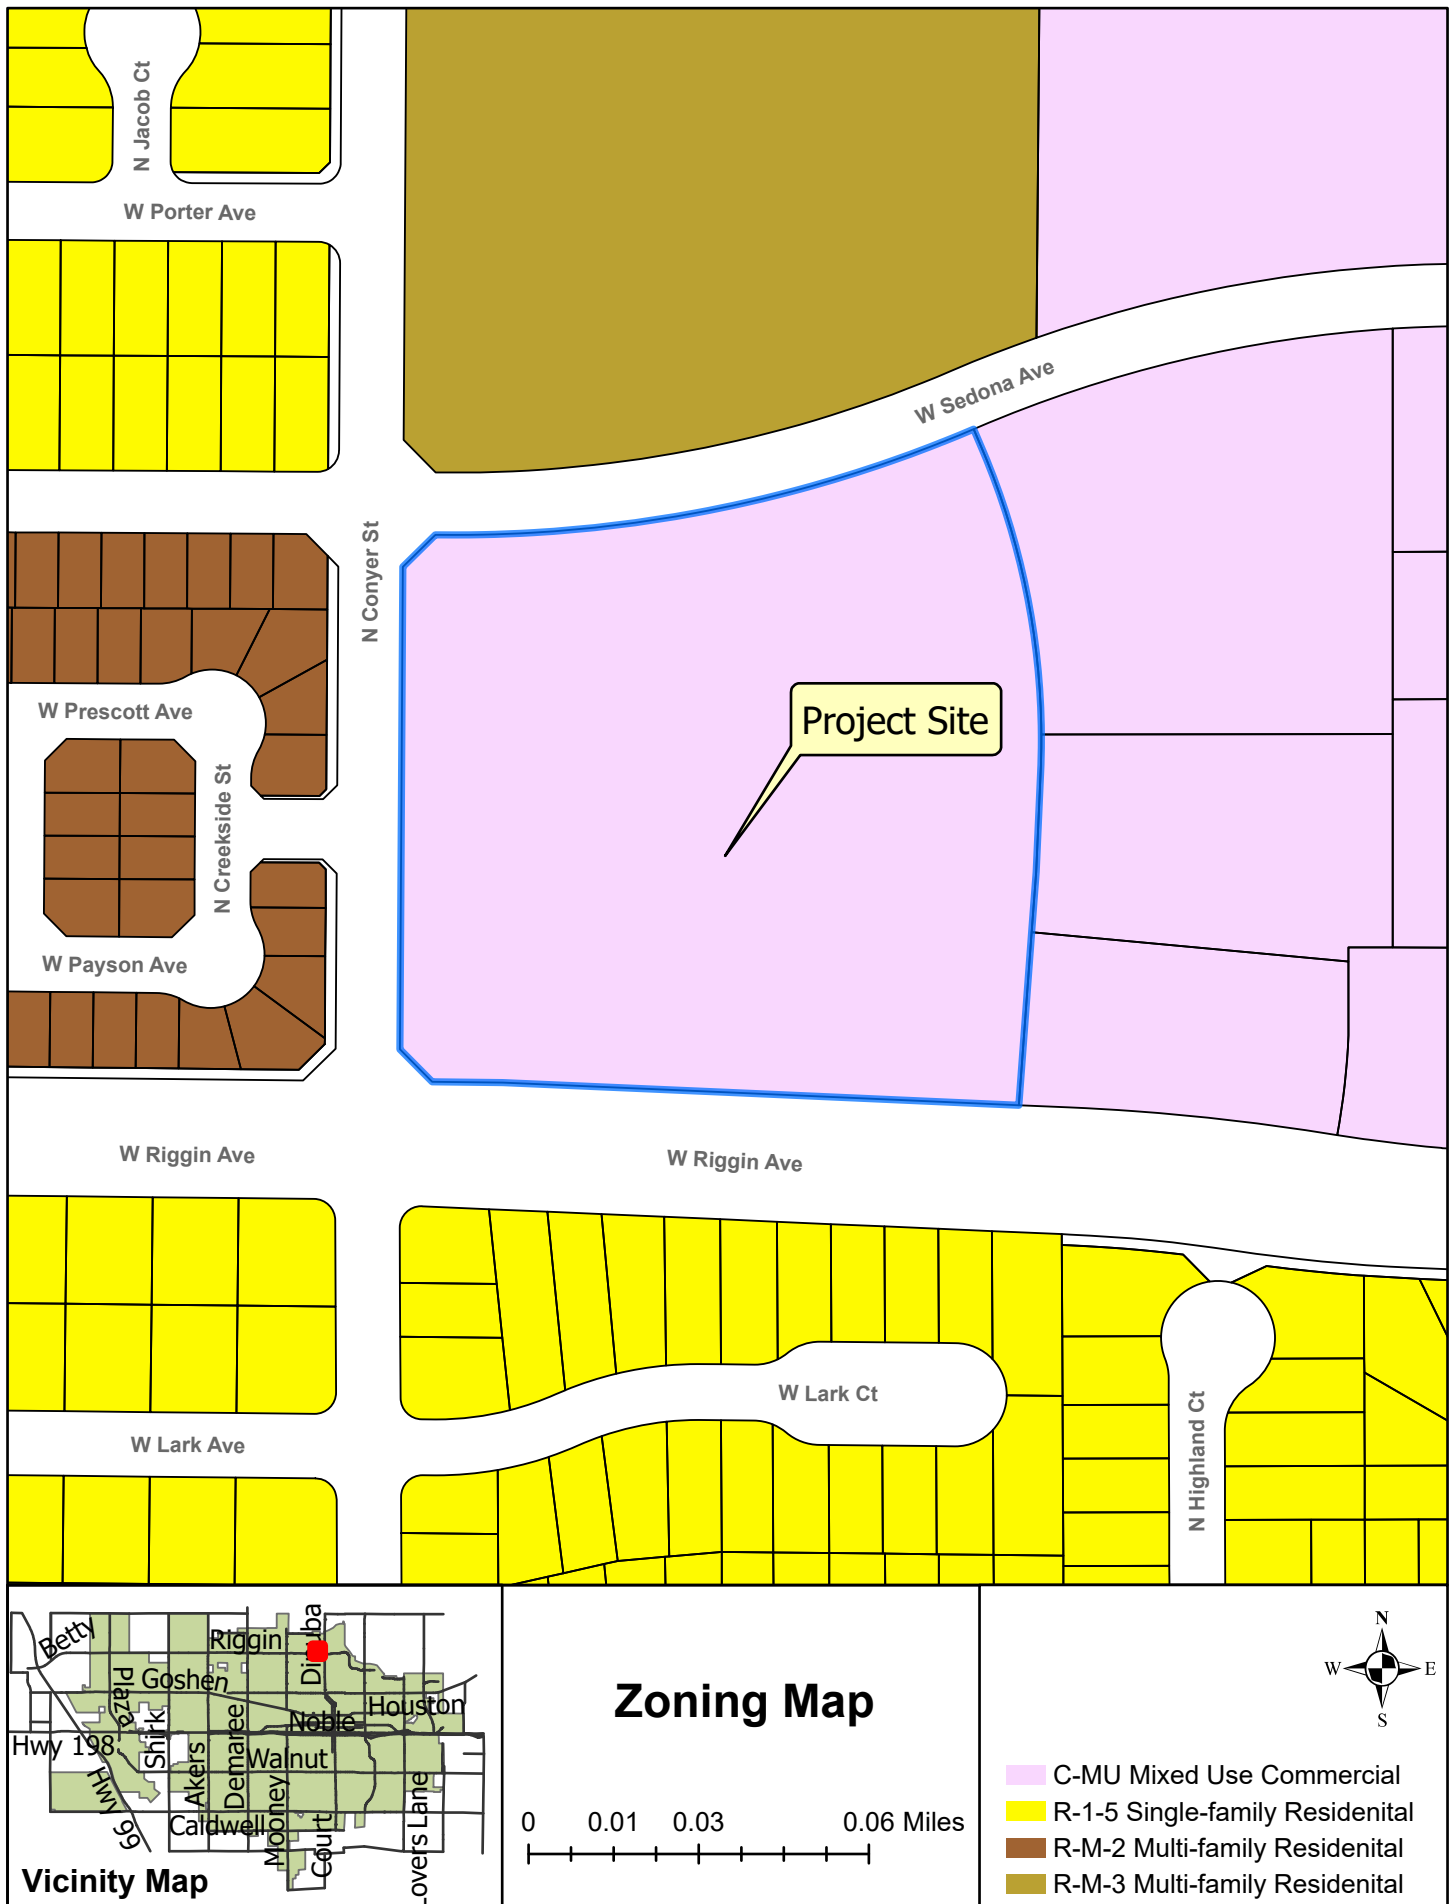 N Jacob Ct
W Porter Ave
W Sedona Ave
N Conyer St
W Prescott Ave
Project Site
N Creekside St
W Payson Ave
W Riggin Ave
W Riggin Ave
W Lark Ct
W Lark Ave
N Highland Ct
Betty
Riggin
Dinuba
Plaza
Goshen
Houston
Noble
Shirk
Hwy 198
Demaree
Walnut
Akers
Hwy 99
Mooney
Caldwell
Court
Lovers Lane
Vicinity Map
Zoning Map
0 0.01 0.03 0.06 Miles
N
W E
S
C-MU Mixed Use Commercial
R-1-5 Single-family Residenital
R-M-2 Multi-family Residenital
R-M-3 Multi-family Residenital